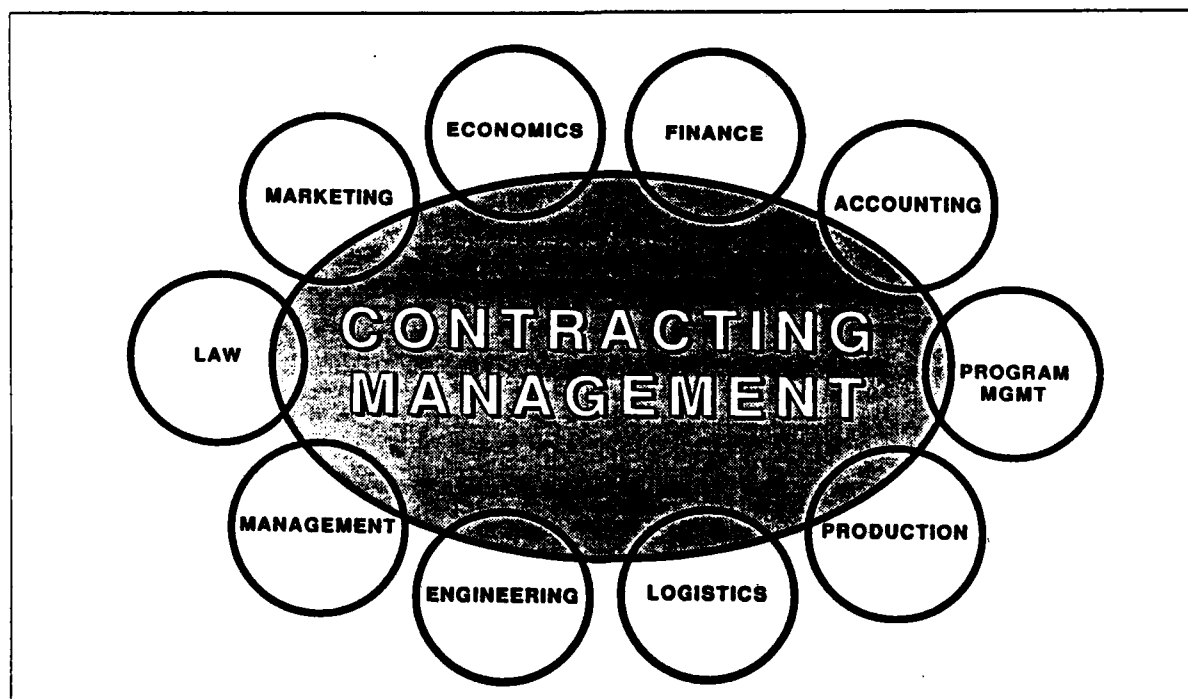 ECONOMICS
FINANCE
MARKETING
ACCOUNTING
LAW
CONTRACTING
MANAGEMENT
PROGRAM
MGMT
MANAGEMENT
PRODUCTION
ENGINEERING
LOGISTICS